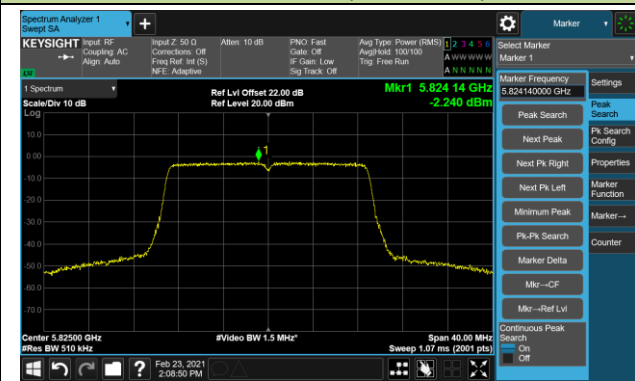 Spectrum Analyzer 1
Swept SA
+
Marker
KEYSIGHT
Input: RF
Coupling: AC
Align: Auto
Input Z: 50 Ω
Corrections: Off
Freq Ref: Int (S)
NFE: Adaptive
Atten: 10 dB
PNO: Fast
Gate: Off
IF Gain: Low
Sig Track: Off
Avg Type: Power (RMS)
Avg|Hold: 100/100
Trig: Free Run
1 2 3 4 5 6
A W W W W W
A N N N N N
Select Marker
Marker 1
LXI
1 Spectrum
Scale/Div 10 dB
Log
Ref Lvl Offset 22.00 dB
Ref Level 20.00 dBm
Mkr1 5.824 14 GHz
-2.240 dBm
10.0
0.00
-10.0
-20.0
-30.0
-40.0
-50.0
-60.0
-70.0
1
Center 5.82500 GHz
#Res BW 510 kHz
#Video BW 1.5 MHz*
Span 40.00 MHz
Sweep 1.07 ms (2001 pts)
Marker Frequency
5.824140000 GHz
Peak Search
Next Peak
Next Pk Right
Next Pk Left
Minimum Peak
Pk-Pk Search
Marker Delta
Mkr→CF
Mkr→Ref Lvl
Continuous Peak
Search
On
Off
Settings
Peak
Search
Pk Search
Config
Properties
Marker
Function
Marker→
Counter
?
Feb 23, 2021
2:08:50 PM